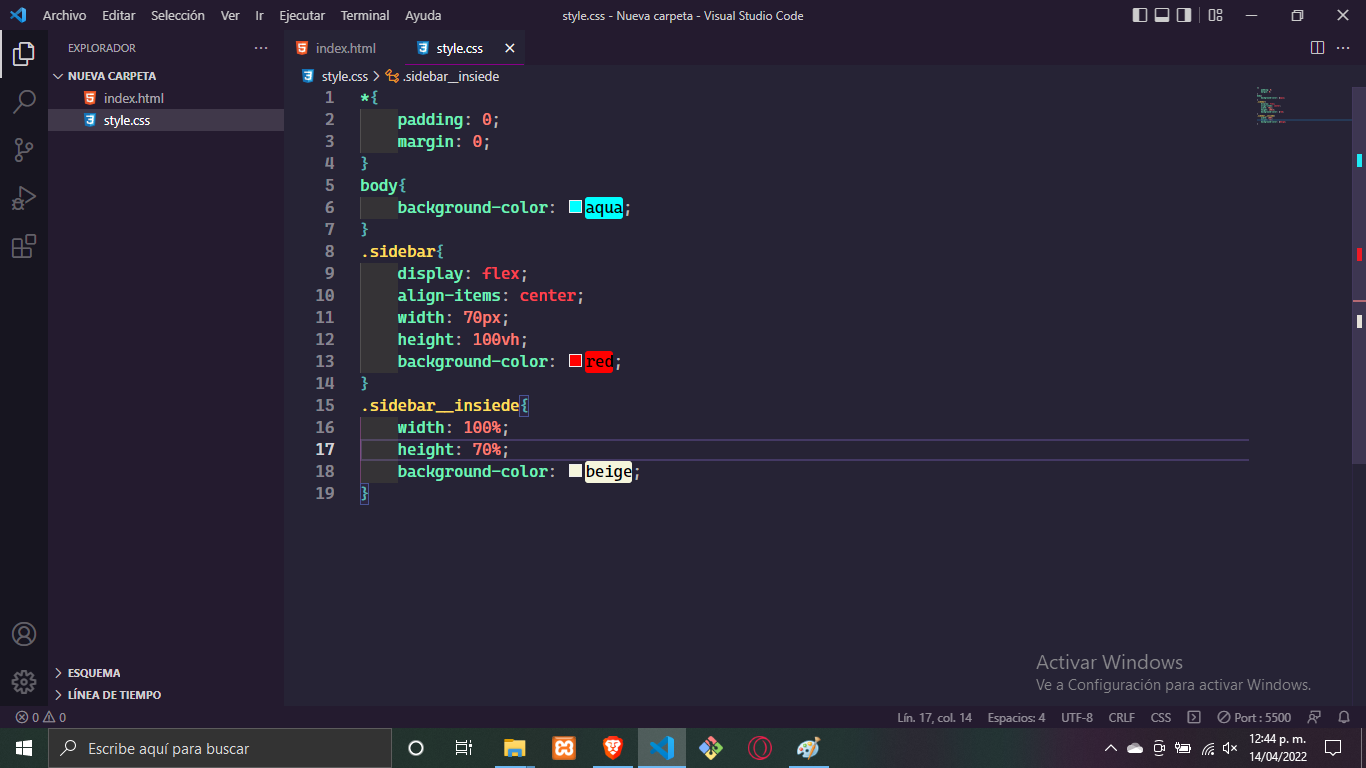 Archivo Editar Selección Ver Ir Ejecutar Terminal Ayuda style.css - Nueva carpeta - Visual Studio Code
EXPLORADOR
NUEVA CARPETA
index.html
style.css
index.html style.css
style.css > .sidebar__insiede
1 *{
2 padding: 0;
3 margin: 0;
4 }
5 body{
6 background-color: aqua;
7 }
8 .sidebar{
9 display: flex;
10 align-items: center;
11 width: 70px;
12 height: 100vh;
13 background-color: red;
14 }
15 .sidebar__insiede{
16 width: 100%;
17 height: 70%;
18 background-color: beige;
19 }
ESQUEMA
LÍNEA DE TIEMPO
Activar Windows
Ve a Configuración para activar Windows.
0 0 Lín. 17, col. 14 Espacios: 4 UTF-8 CRLF CSS Port : 5500
Escribe aquí para buscar
12:44 p. m.
14/04/2022